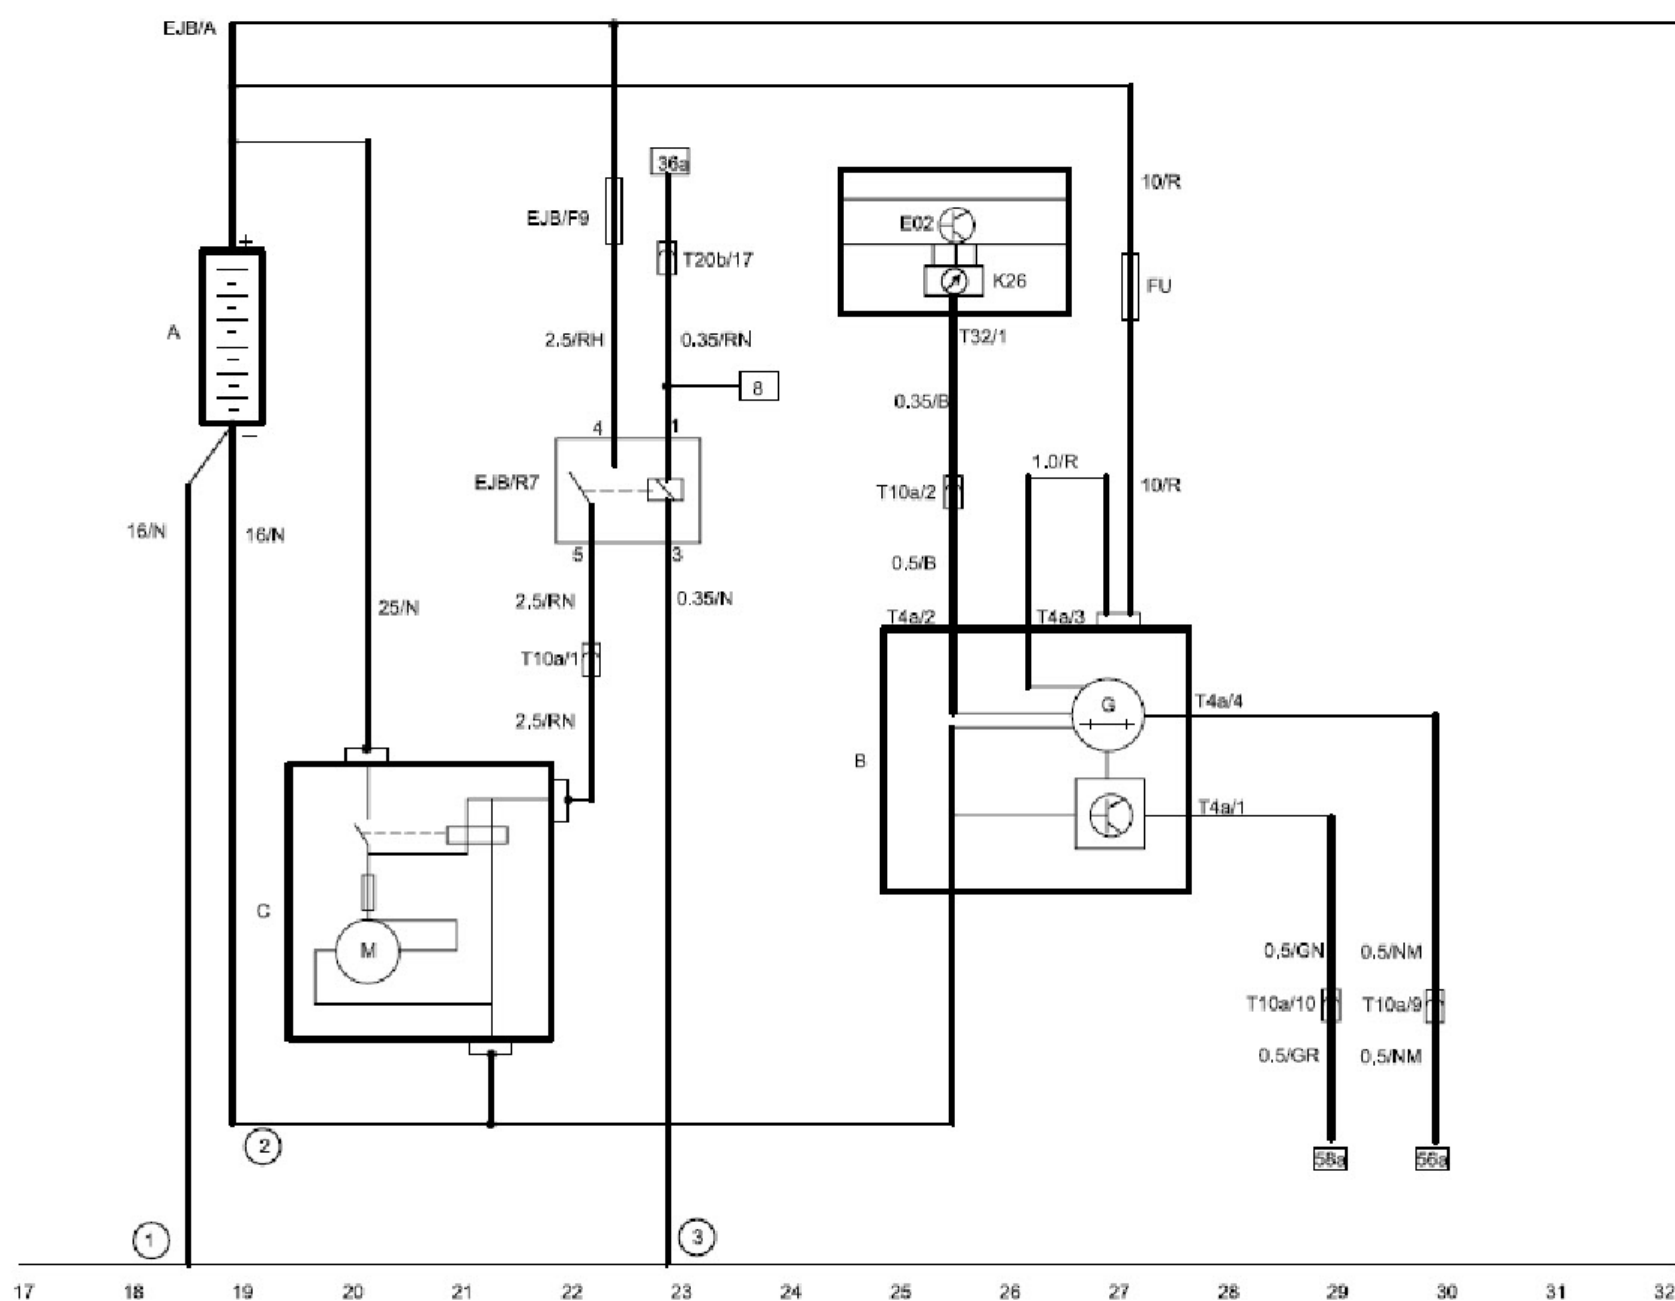 EJB/A
36a
10/R
EJB/F9
E02
T20b/17
K26
FU
+
A
2.5/RH
0.35/RN
T32/1
8
0.35/B
4
1
−
1.0/R
EJB/R7
T10a/2
10/R
16/N
16/N
5
3
0.5/B
2.5/RN
0.35/N
25/N
T4a/2
T4a/3
T10a/1
2.5/RN
G
T4a/4
B
T4a/1
C
M
0,5/GN
0.5/NM
T10a/10
T10a/9
0.5/GR
0,5/NM
2
58a
56a
1
3
17 18 19 20 21 22 23 24 25 26 27 28 29 30 31 32